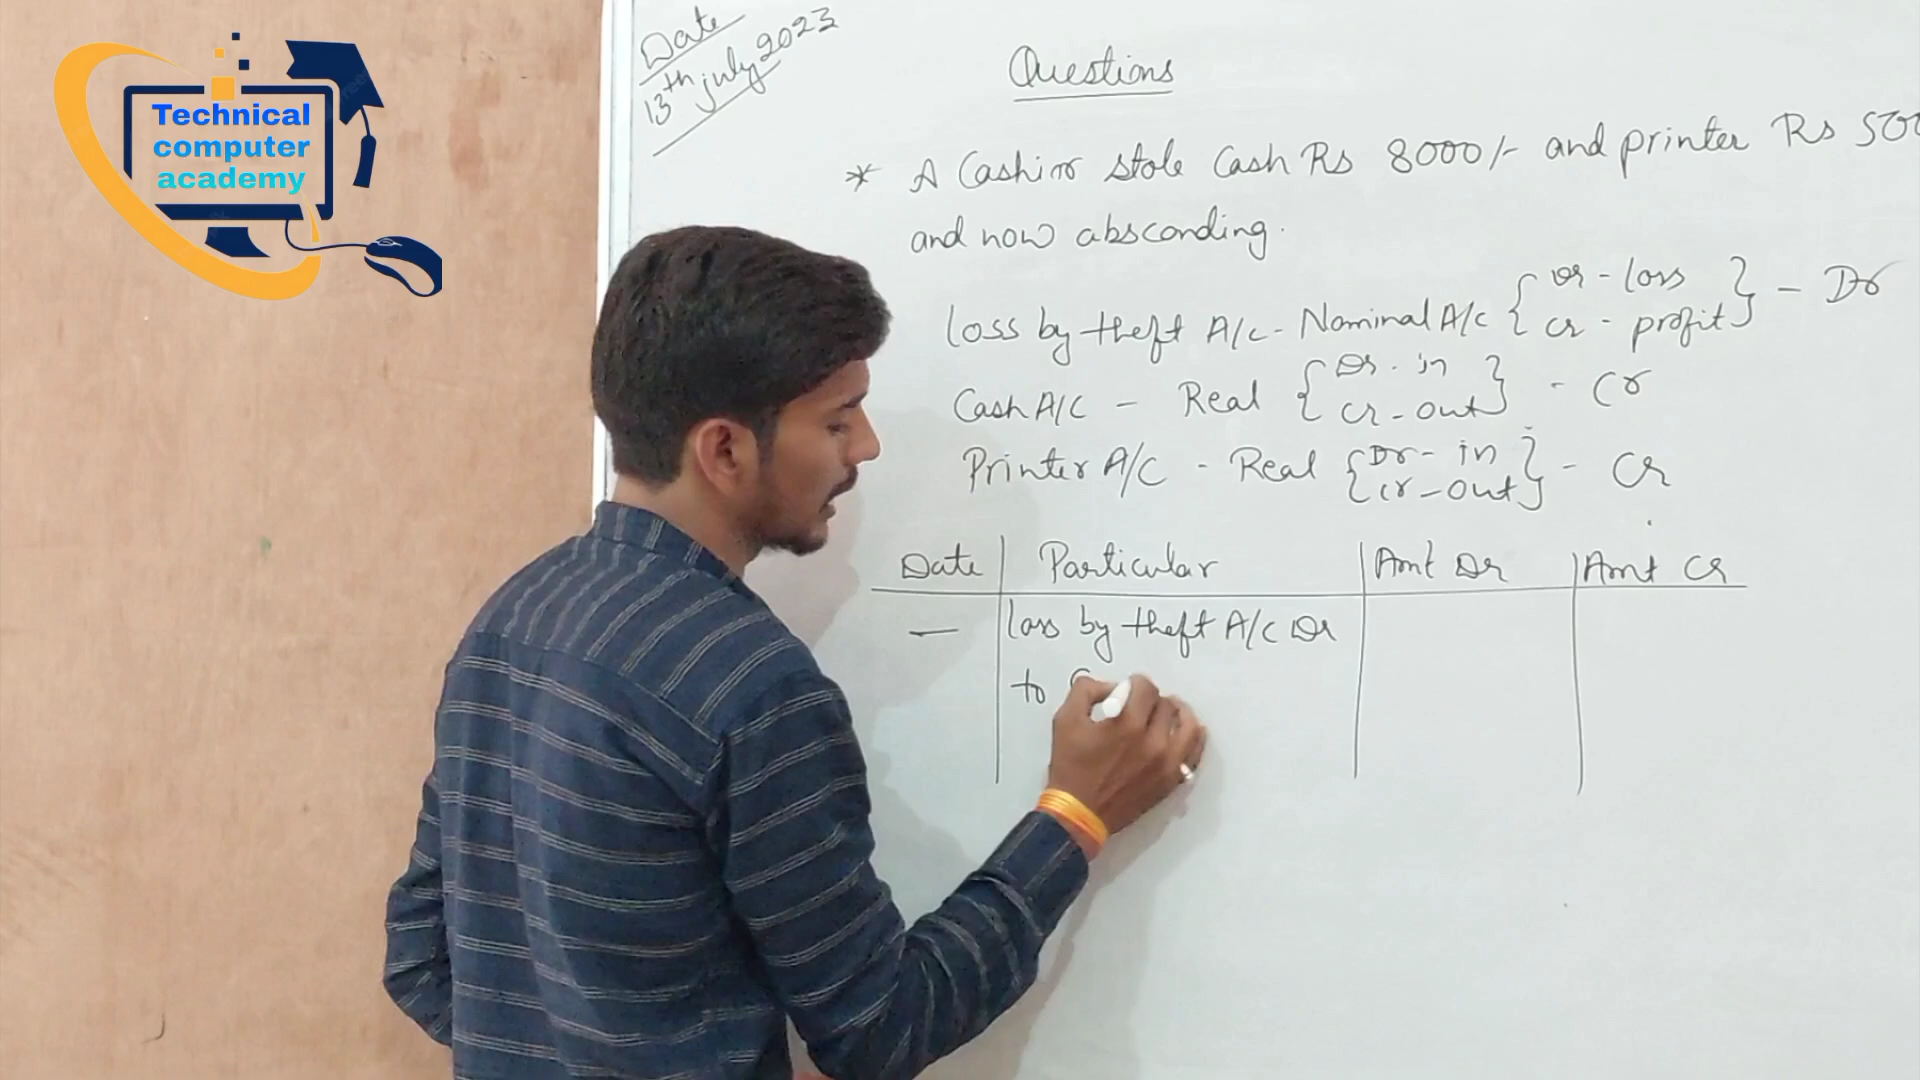 Technical
computer
academy
Date
13th july 2023
Questions
* A Cashier stole Cash Rs 8000/- and printer Rs 500
and now absconding.
loss by theft A/c - Nominal A/c { Dr - loss
cr - profit } - Dr
Cash A/C - Real { Dr - in
Cr - out } - Cr
Printer A/C - Real { Dr - in
cr - out } - Cr
Date Particular Amt Dr Amt Cr
— loss by theft A/c Dr
to